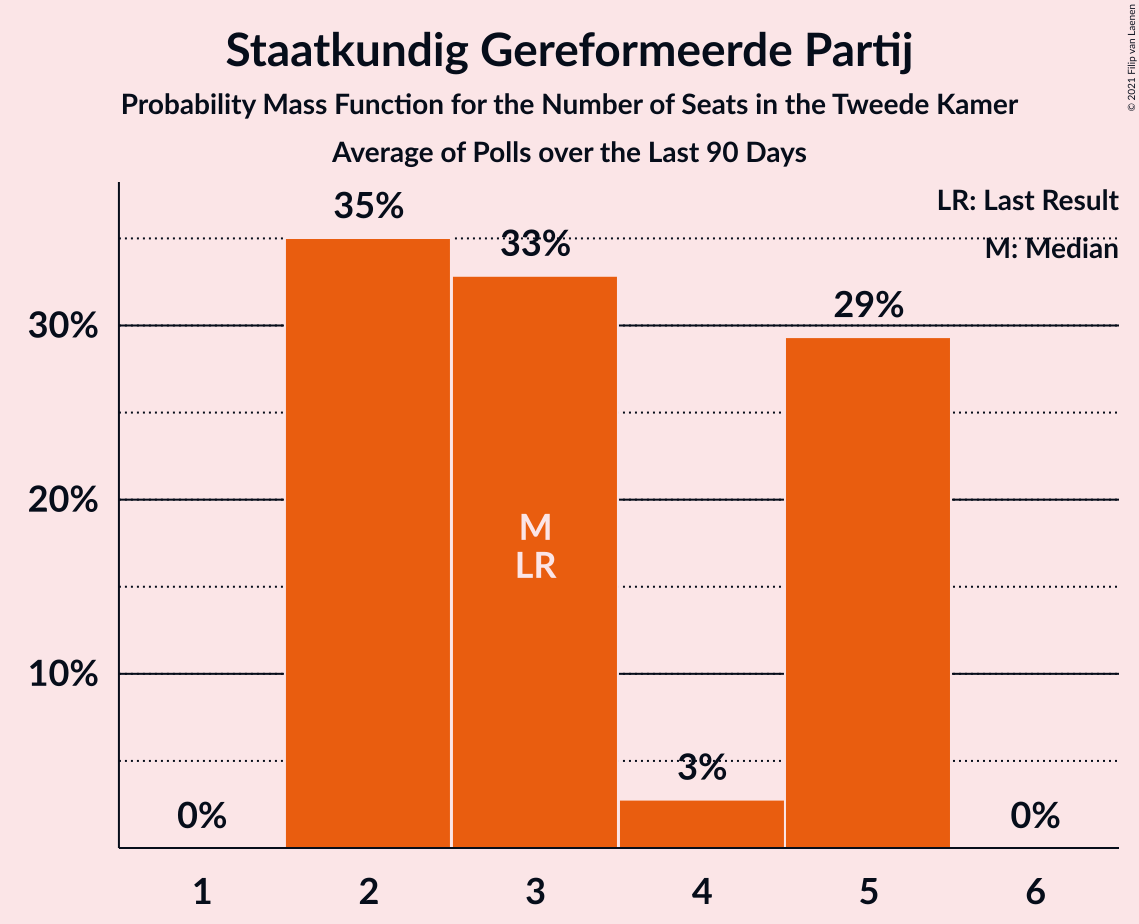 Staatkundig Gereformeerde Partij
Probability Mass Function for the Number of Seats in the Tweede Kamer
Average of Polls over the Last 90 Days
© 2021 Filip van Laenen
LR: Last Result
M: Median
35%
33%
29%
3%
0%
0%
M
LR
30%
20%
10%
1 2 3 4 5 6